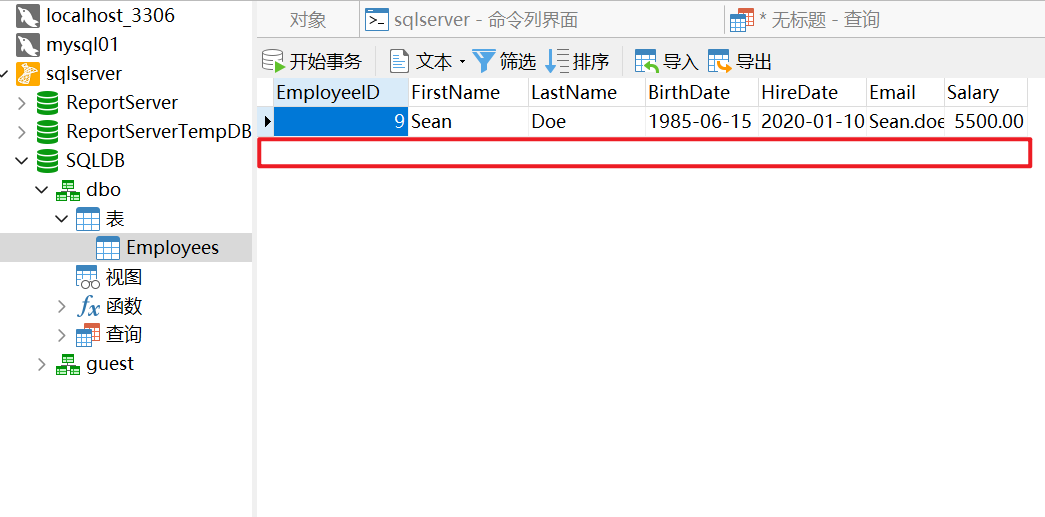 localhost_3306
mysql01
sqlserver
ReportServer
ReportServerTempDB
SQLDB
dbo
表
Employees
视图
fx 函数
查询
guest
对象 sqlserver - 命令列界面 * 无标题 - 查询
开始事务 文本 筛选 排序 导入 导出
EmployeeID FirstName LastName BirthDate HireDate Email Salary
9 Sean Doe 1985-06-15 2020-01-10 Sean.doe 5500.00